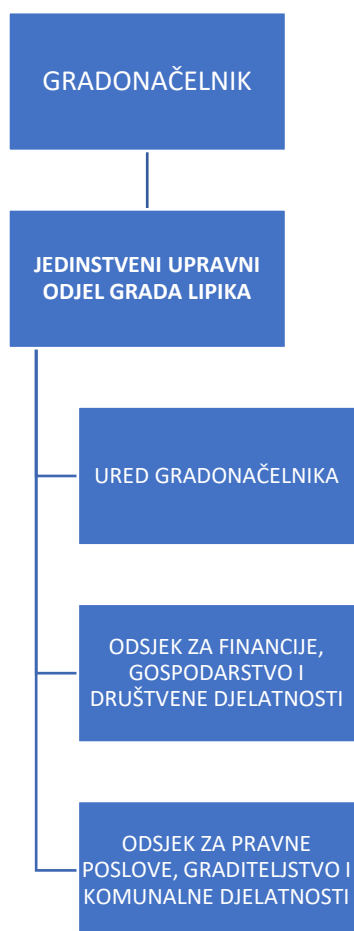 GRADONAČELNIK
JEDINSTVENI UPRAVNI
ODJEL GRADA LIPIKA
URED GRADONAČELNIKA
ODSJEK ZA FINANCIJE,
GOSPODARSTVO I
DRUŠTVENE DJELATNOSTI
ODSJEK ZA PRAVNE
POSLOVE, GRADITELJSTVO I
KOMUNALNE DJELATNOSTI